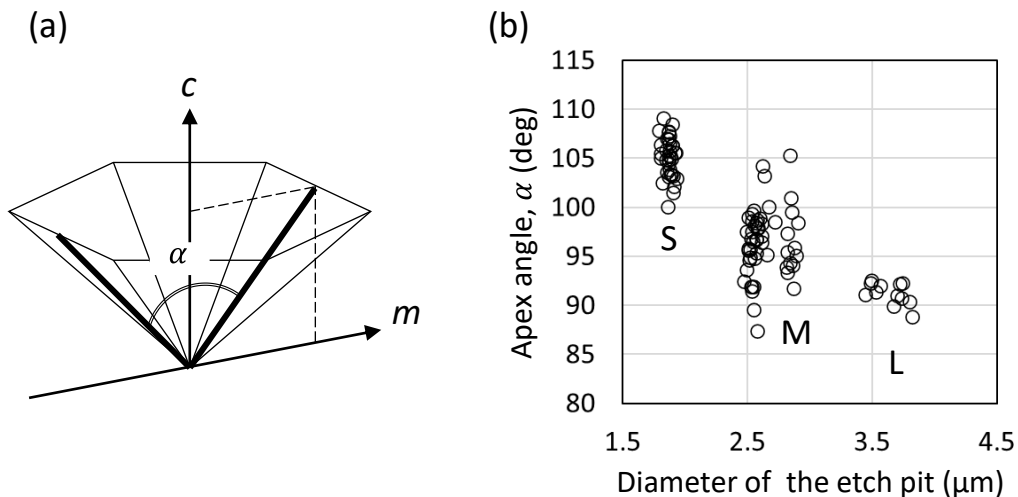 (a)
c
α
m
(b)
Apex angle, α (deg)
115
110
105
100
95
90
85
80
S
M
L
1.5
2.5
3.5
4.5
Diameter of the etch pit (μm)